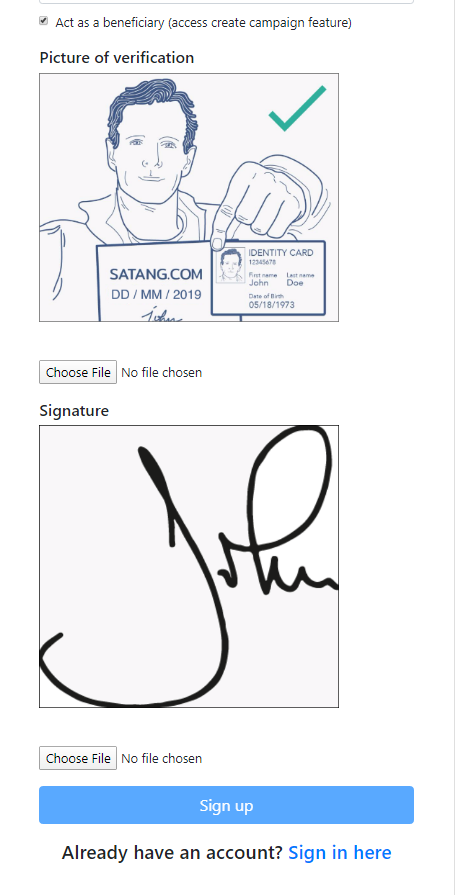 Act as a beneficiary (access create campaign feature)
Picture of verification
SATANG.COM
DD / MM / 2019
John
IDENTITY CARD
12345678
First name Last name
John Doe
Date of Birth
05/18/1973
Choose File No file chosen
Signature
John
Choose File No file chosen
Sign up
Already have an account? Sign in here